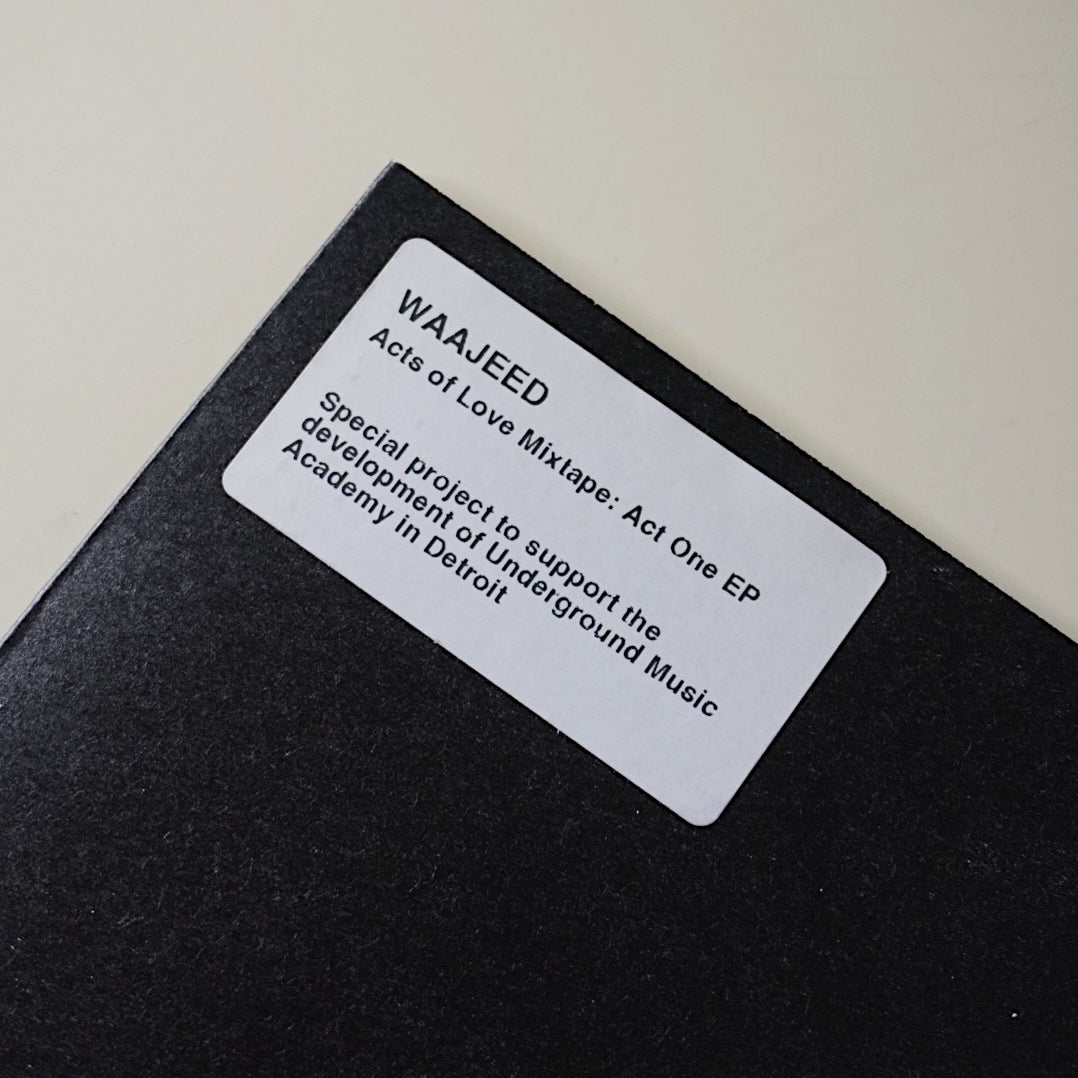 WAAJEED
Acts of Love Mixtape: Act One EP
Special project to support the
development of Underground Music
Academy in Detroit